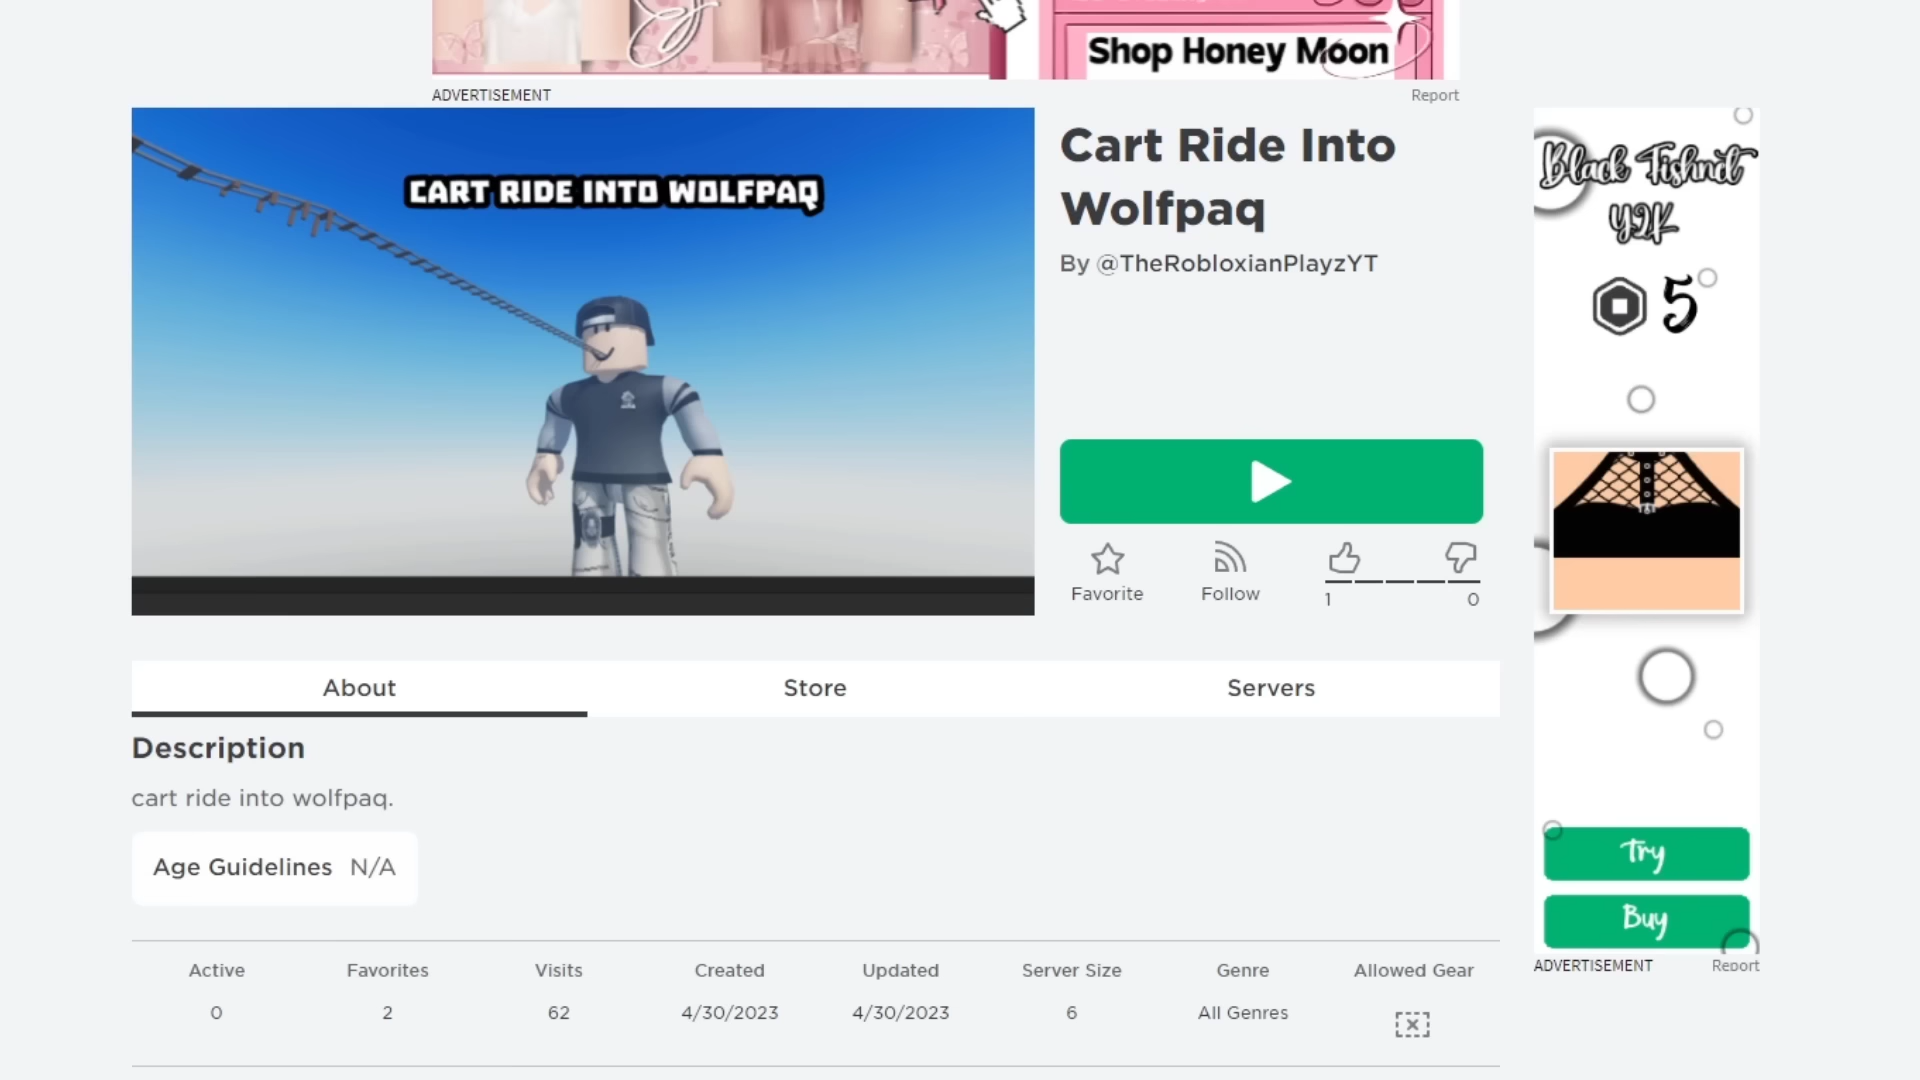 Shop Honey Moon
ADVERTISEMENT
Report
CART RIDE INTO WOLFPAQ
Cart Ride Into
Wolfpaq
By @TheRobloxianPlayzYT
Favorite
Follow
1
0
Black Fishnet
Y2K
5
Try
Buy
ADVERTISEMENT
Report
About
Store
Servers
Description
cart ride into wolfpaq.
Age Guidelines N/A
Active Favorites Visits Created Updated Server Size Genre Allowed Gear
0 2 62 4/30/2023 4/30/2023 6 All Genres